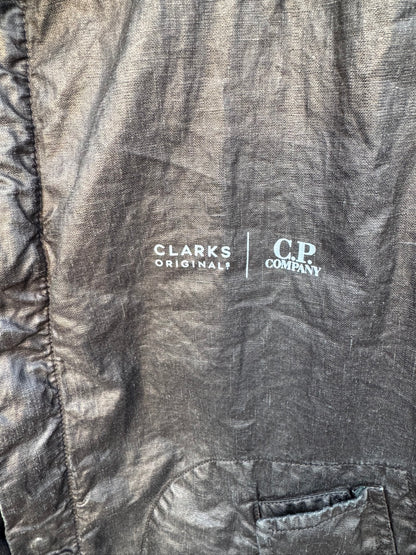 CLARKS
ORIGINALS
C.P.
COMPANY